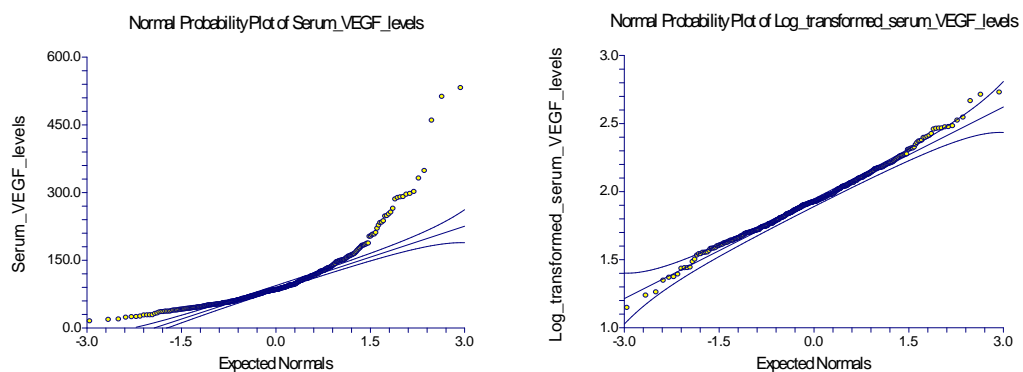 Normal Probability Plot of Serum_VEGF_levels
Serum_VEGF_levels
600.0
450.0
300.0
150.0
0.0
-3.0 -1.5 0.0 1.5 3.0
Expected Normals
Normal Probability Plot of Log_transformed_serum_VEGF_levels
Log_transformed_serum_VEGF_levels
3.0
2.5
2.0
1.5
1.0
-3.0 -1.5 0.0 1.5 3.0
Expected Normals